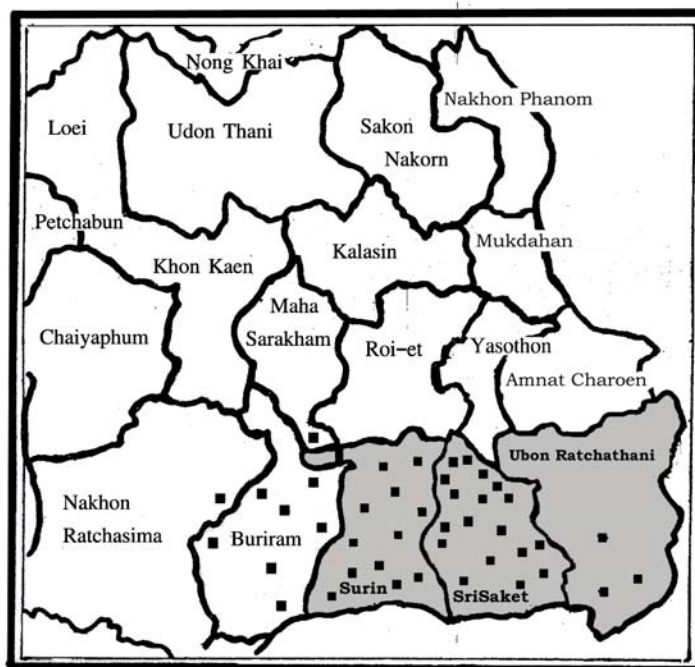 Nong Khai
Nakhon Phanom
Loei
Udon Thani
Sakon
Nakorn
Petchabun
Khon Kaen
Kalasin
Mukdahan
Chaiyaphum
Maha
Sarakham
Roi-et
Yasothon
Amnat Charoen
Ubon Ratchathani
Nakhon
Ratchasima
Buriram
Surin
SriSaket